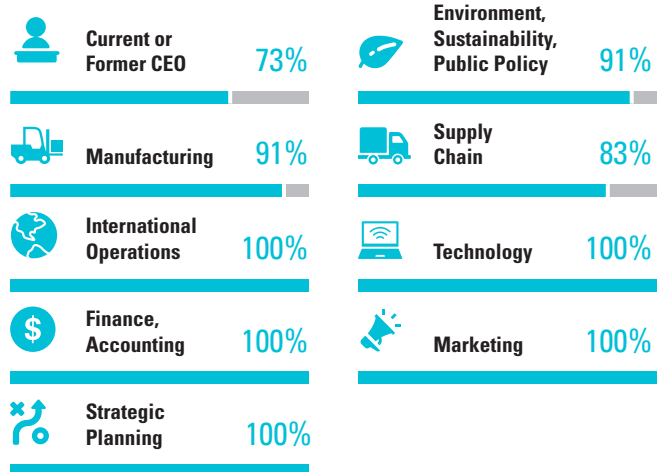 Current or
Former CEO
73%
Environment,
Sustainability,
Public Policy
91%
Manufacturing
91%
Supply
Chain
83%
International
Operations
100%
Technology
100%
$
Finance,
Accounting
100%
Marketing
100%
Strategic
Planning
100%